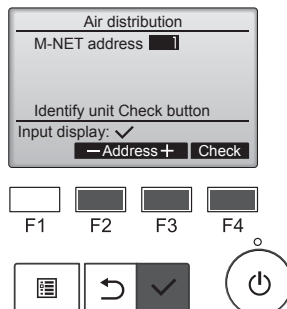 Air distribution
M-NET address 1
Identify unit Check button
Input display: ✓
−Address+ Check
F1 F2 F3 F4